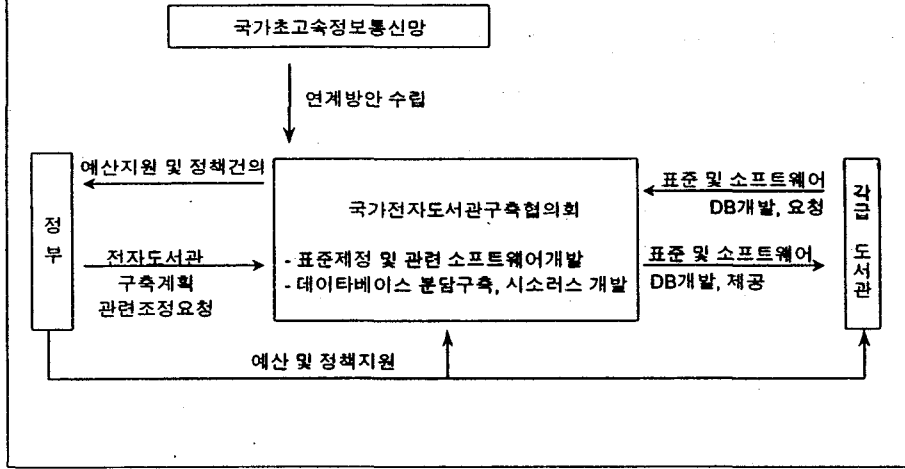 국가초고속정보통신망
연계방안 수립
예산지원 및 정책건의
정부
전자도서관
구축계획
관련조정요청
국가전자도서관구축협의회
- 표준제정 및 관련 소프트웨어개발
- 데이타베이스 분담구축, 시소러스 개발
표준 및 소프트웨어
DB개발, 요청
표준 및 소프트웨어
DB개발, 제공
각급 도서관
예산 및 정책지원